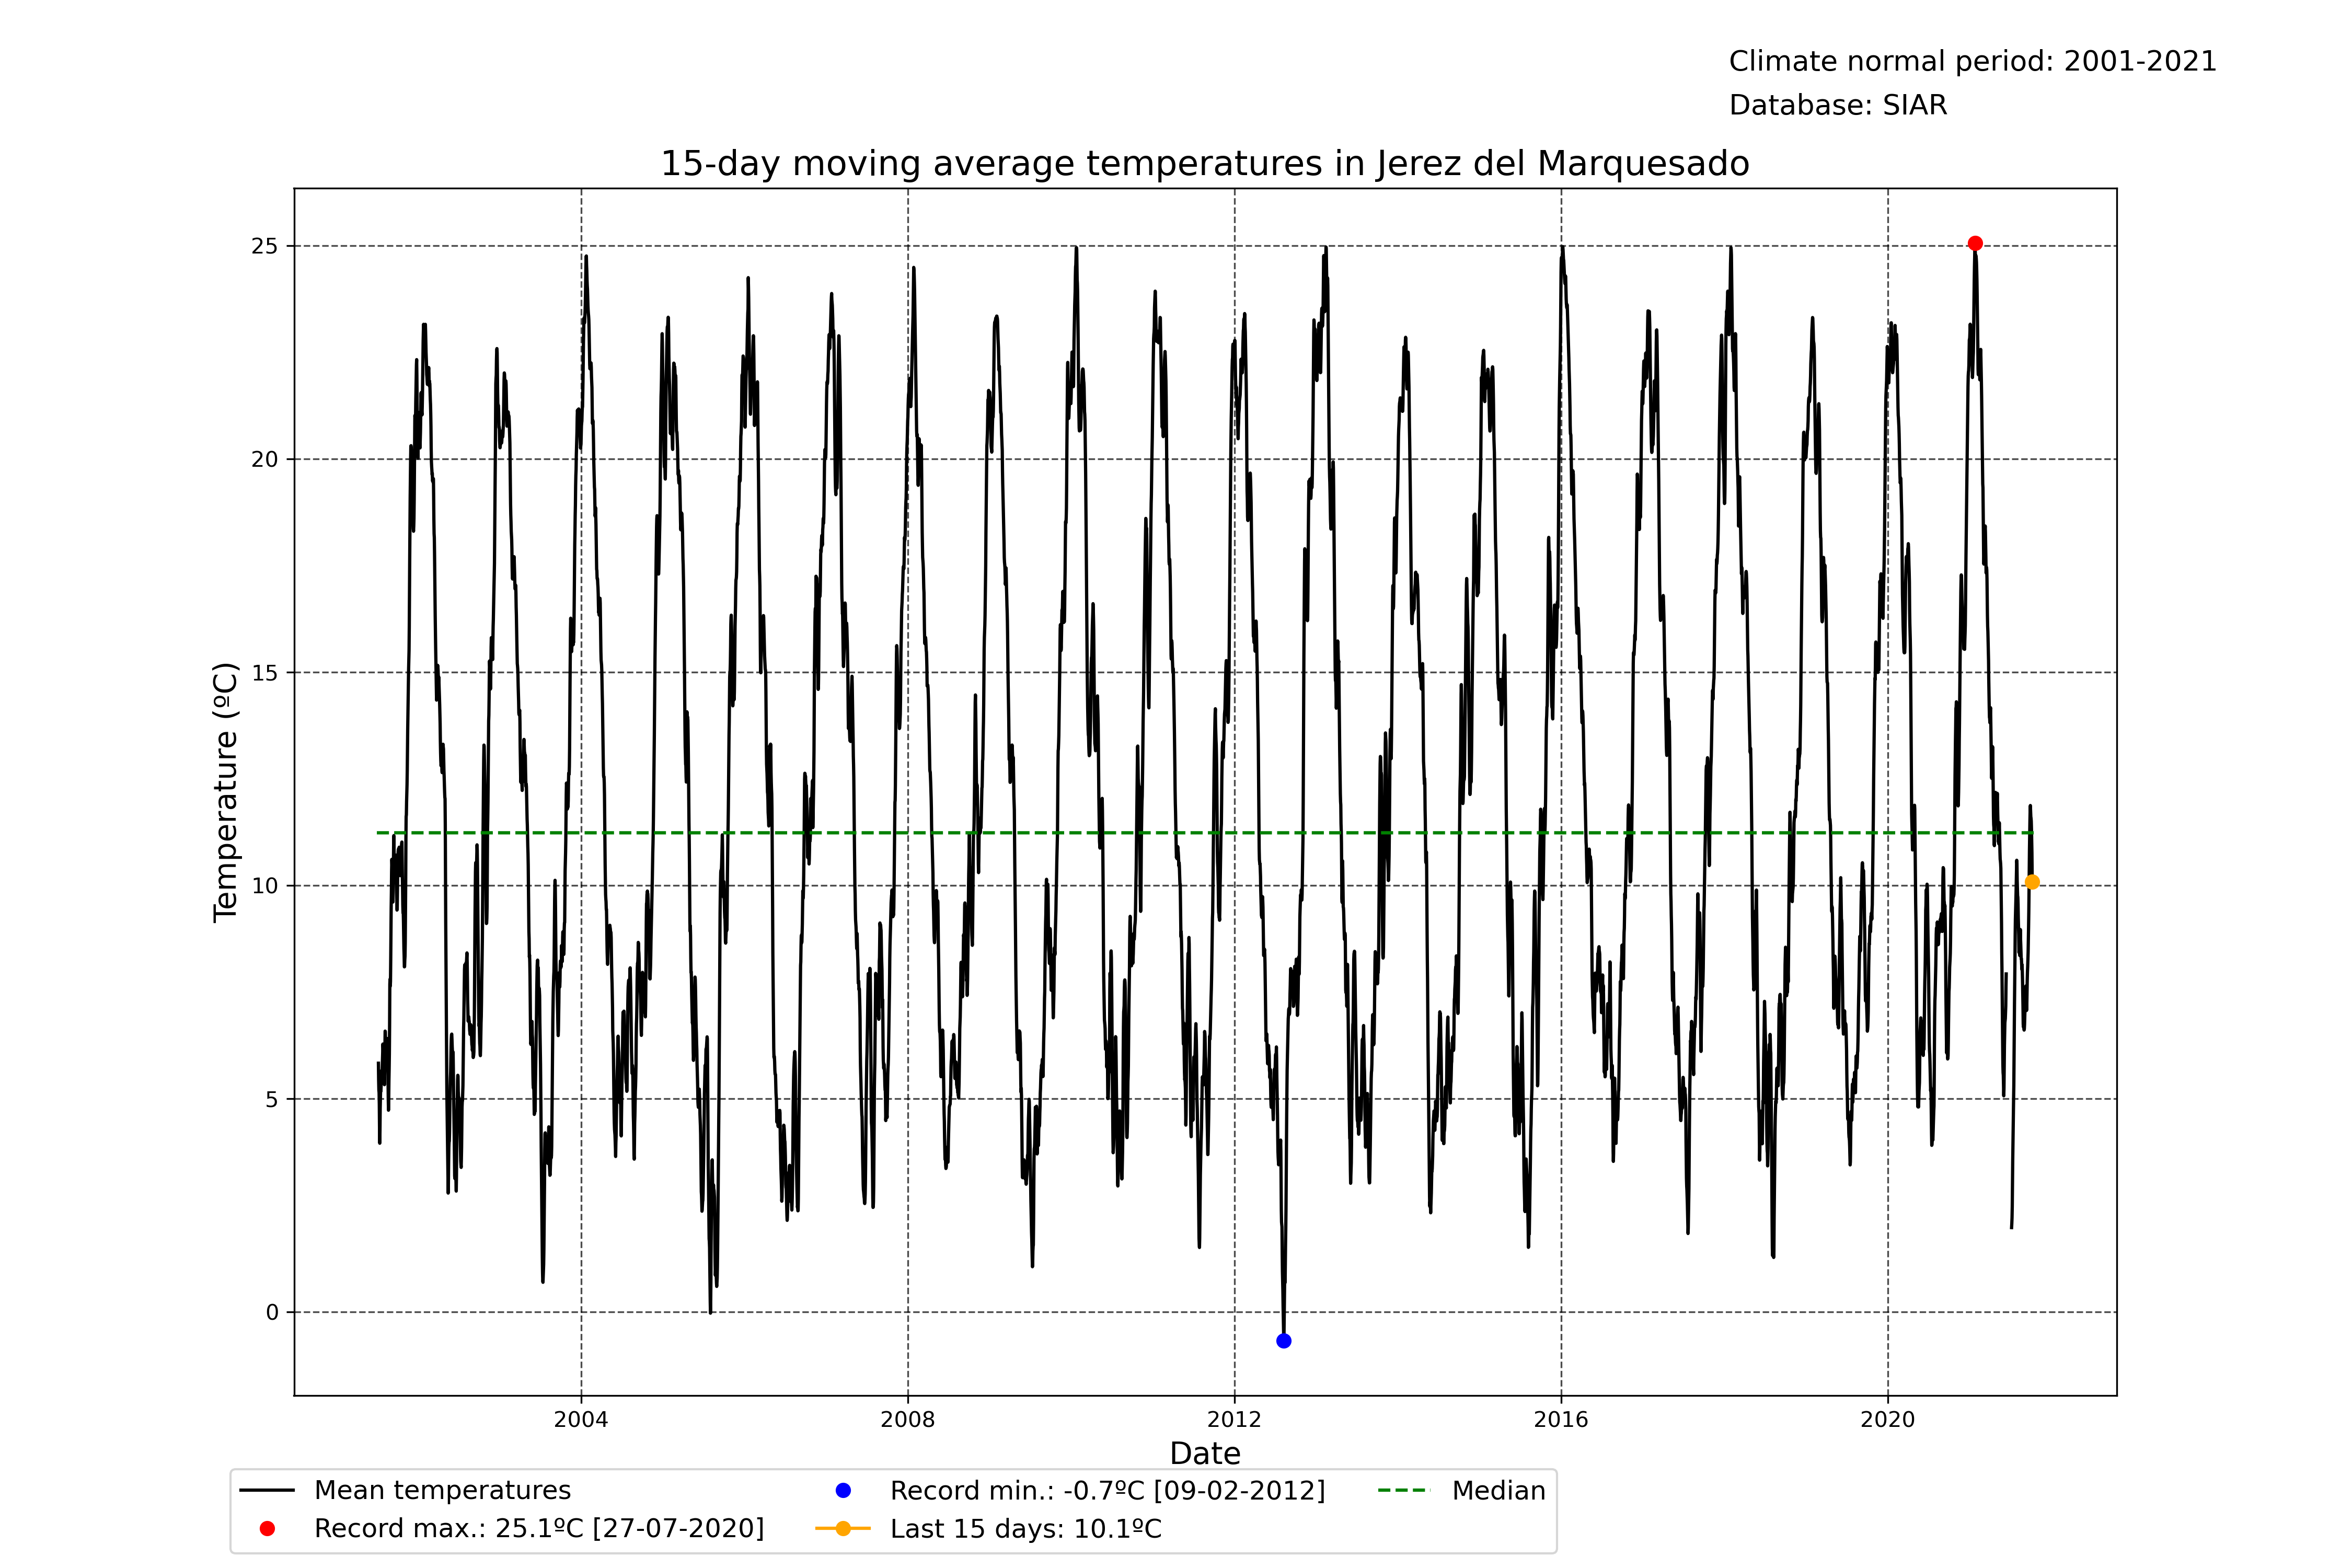 Climate normal period: 2001-2021
Database: SIAR
15-day moving average temperatures in Jerez del Marquesado
25
20
15
10
5
0
Temperature (ºC)
2004 2008 2012 2016 2020
Date
Mean temperatures
Record max.: 25.1ºC [27-07-2020]
Record min.: -0.7ºC [09-02-2012]
Last 15 days: 10.1ºC
Median